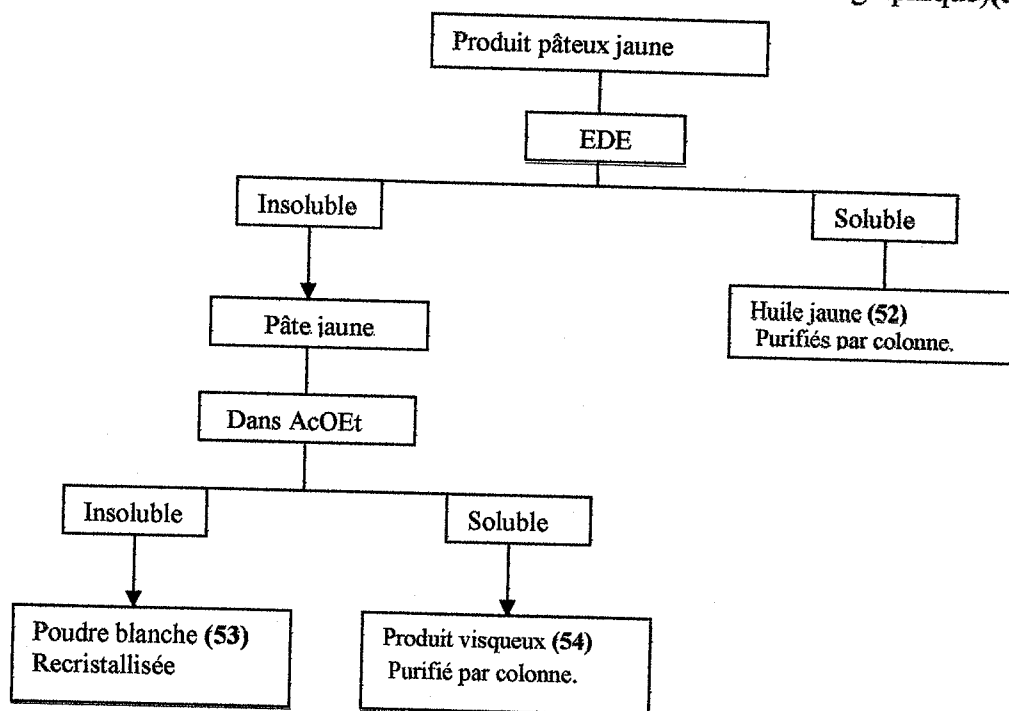 Produit pâteux jaune
EDE
Insoluble
Soluble
Pâte jaune
Huile jaune (52)
Purifiés par colonne.
Dans AcOEt
Insoluble
Soluble
Poudre blanche (53)
Recristallisée
Produit visqueux (54)
Purifié par colonne.